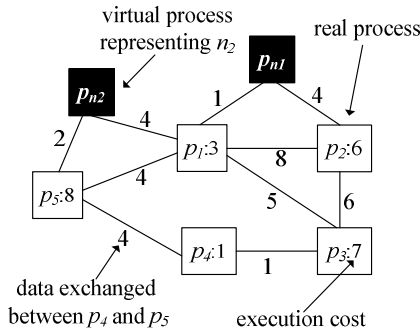 virtual process
representing n2
real process
pn1
pn2
4
1
4
2
p1:3
8
p2:6
4
5
6
p5:8
4
p4:1
1
p3:7
data exchanged
between p4 and p5
execution cost